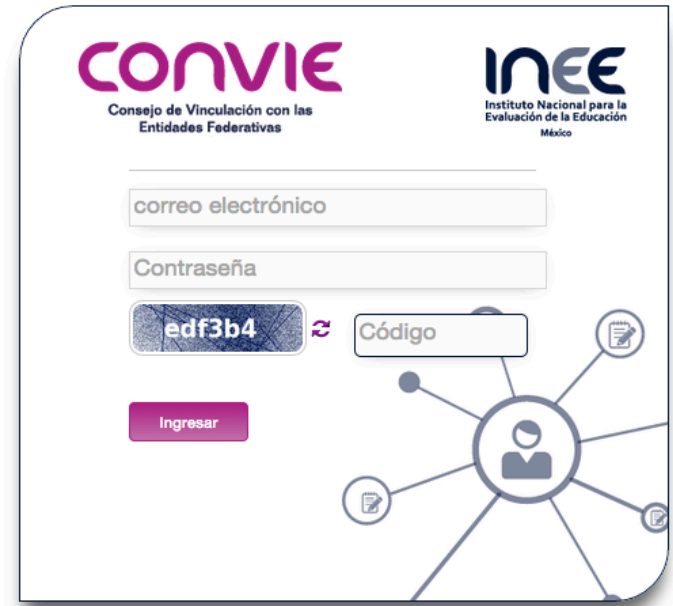 CONVIE
Consejo de Vinculación con las
Entidades Federativas
INEE
Instituto Nacional para la
Evaluación de la Educación
México
correo electrónico
Contraseña
edf3b4
Código
Ingresar